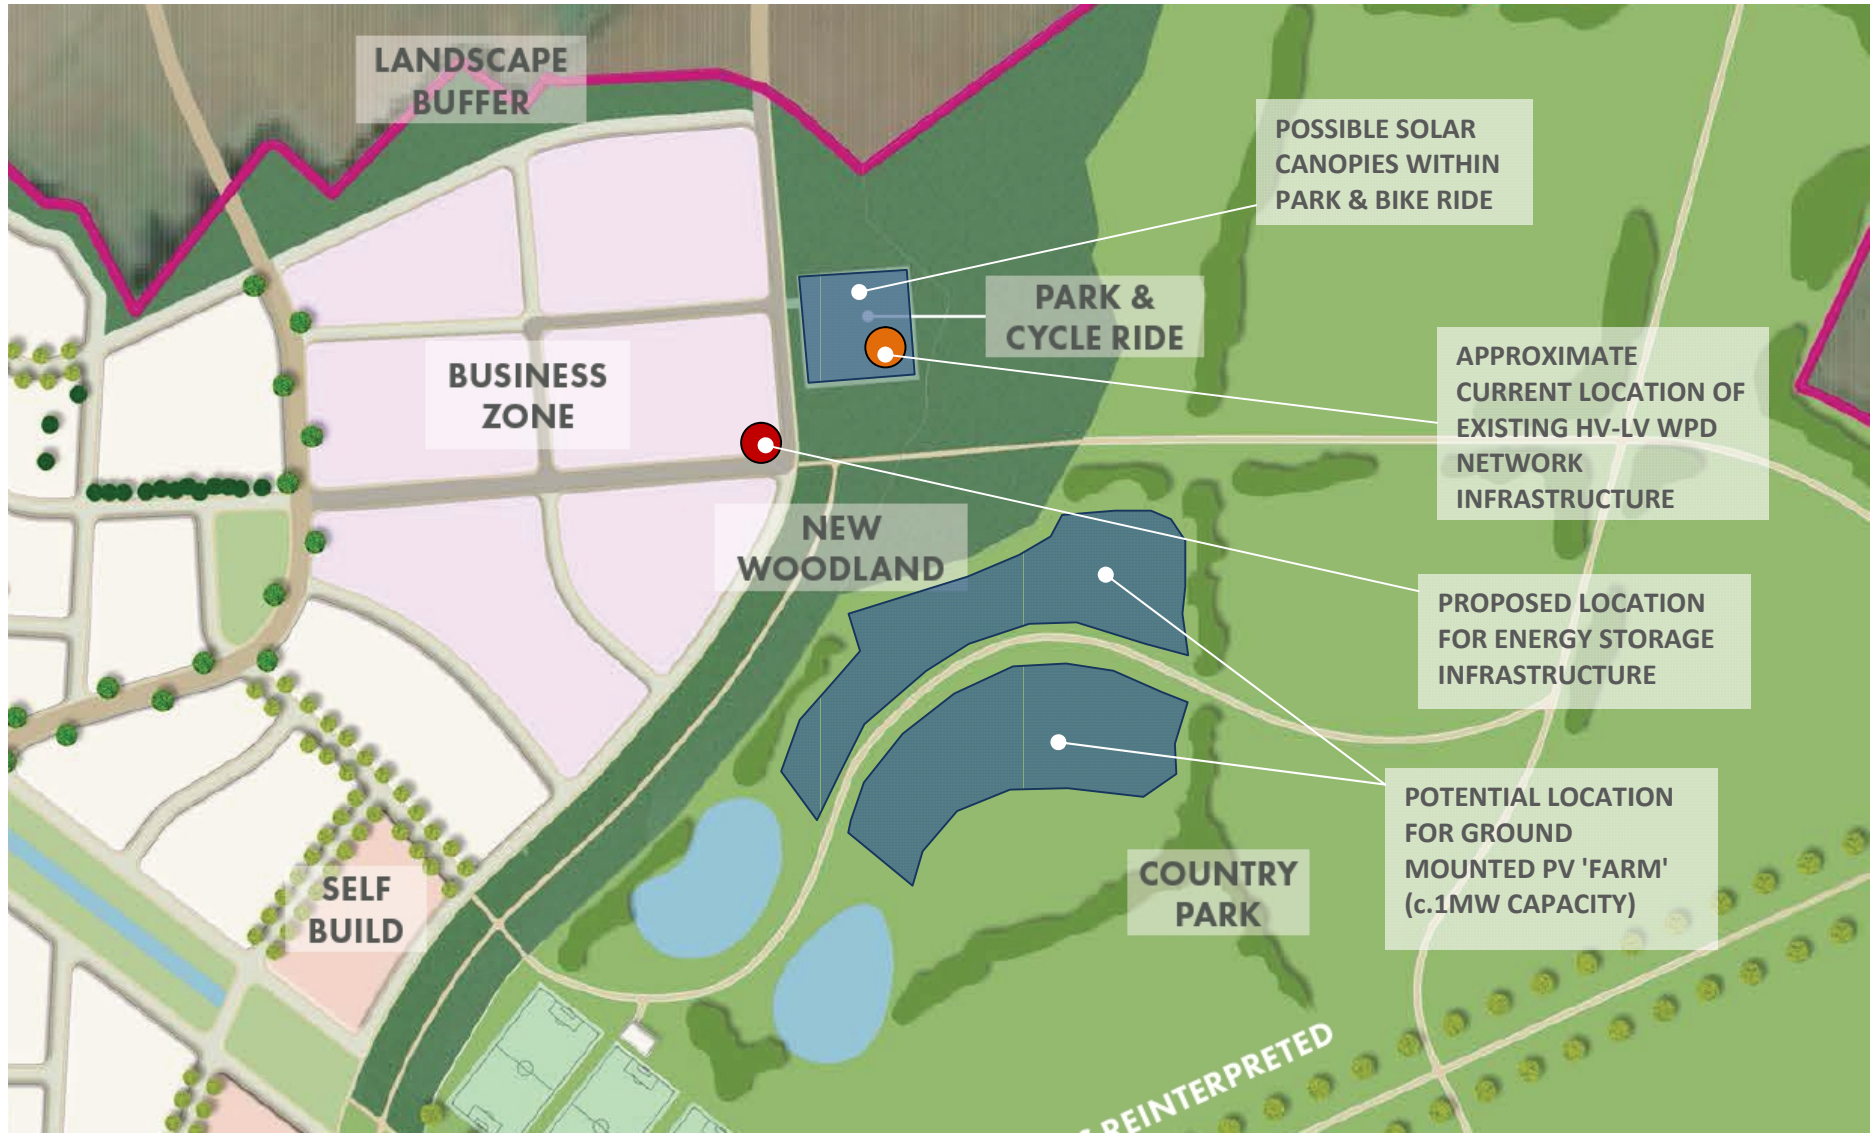 LANDSCAPE
BUFFER
POSSIBLE SOLAR
CANOPIES WITHIN
PARK & BIKE RIDE
PARK &
CYCLE RIDE
APPROXIMATE
CURRENT LOCATION OF
EXISTING HV-LV WPD
NETWORK
INFRASTRUCTURE
BUSINESS
ZONE
NEW
WOODLAND
PROPOSED LOCATION
FOR ENERGY STORAGE
INFRASTRUCTURE
POTENTIAL LOCATION
FOR GROUND
MOUNTED PV 'FARM'
(c.1MW CAPACITY)
SELF
BUILD
COUNTRY
PARK
REINTERPRETED